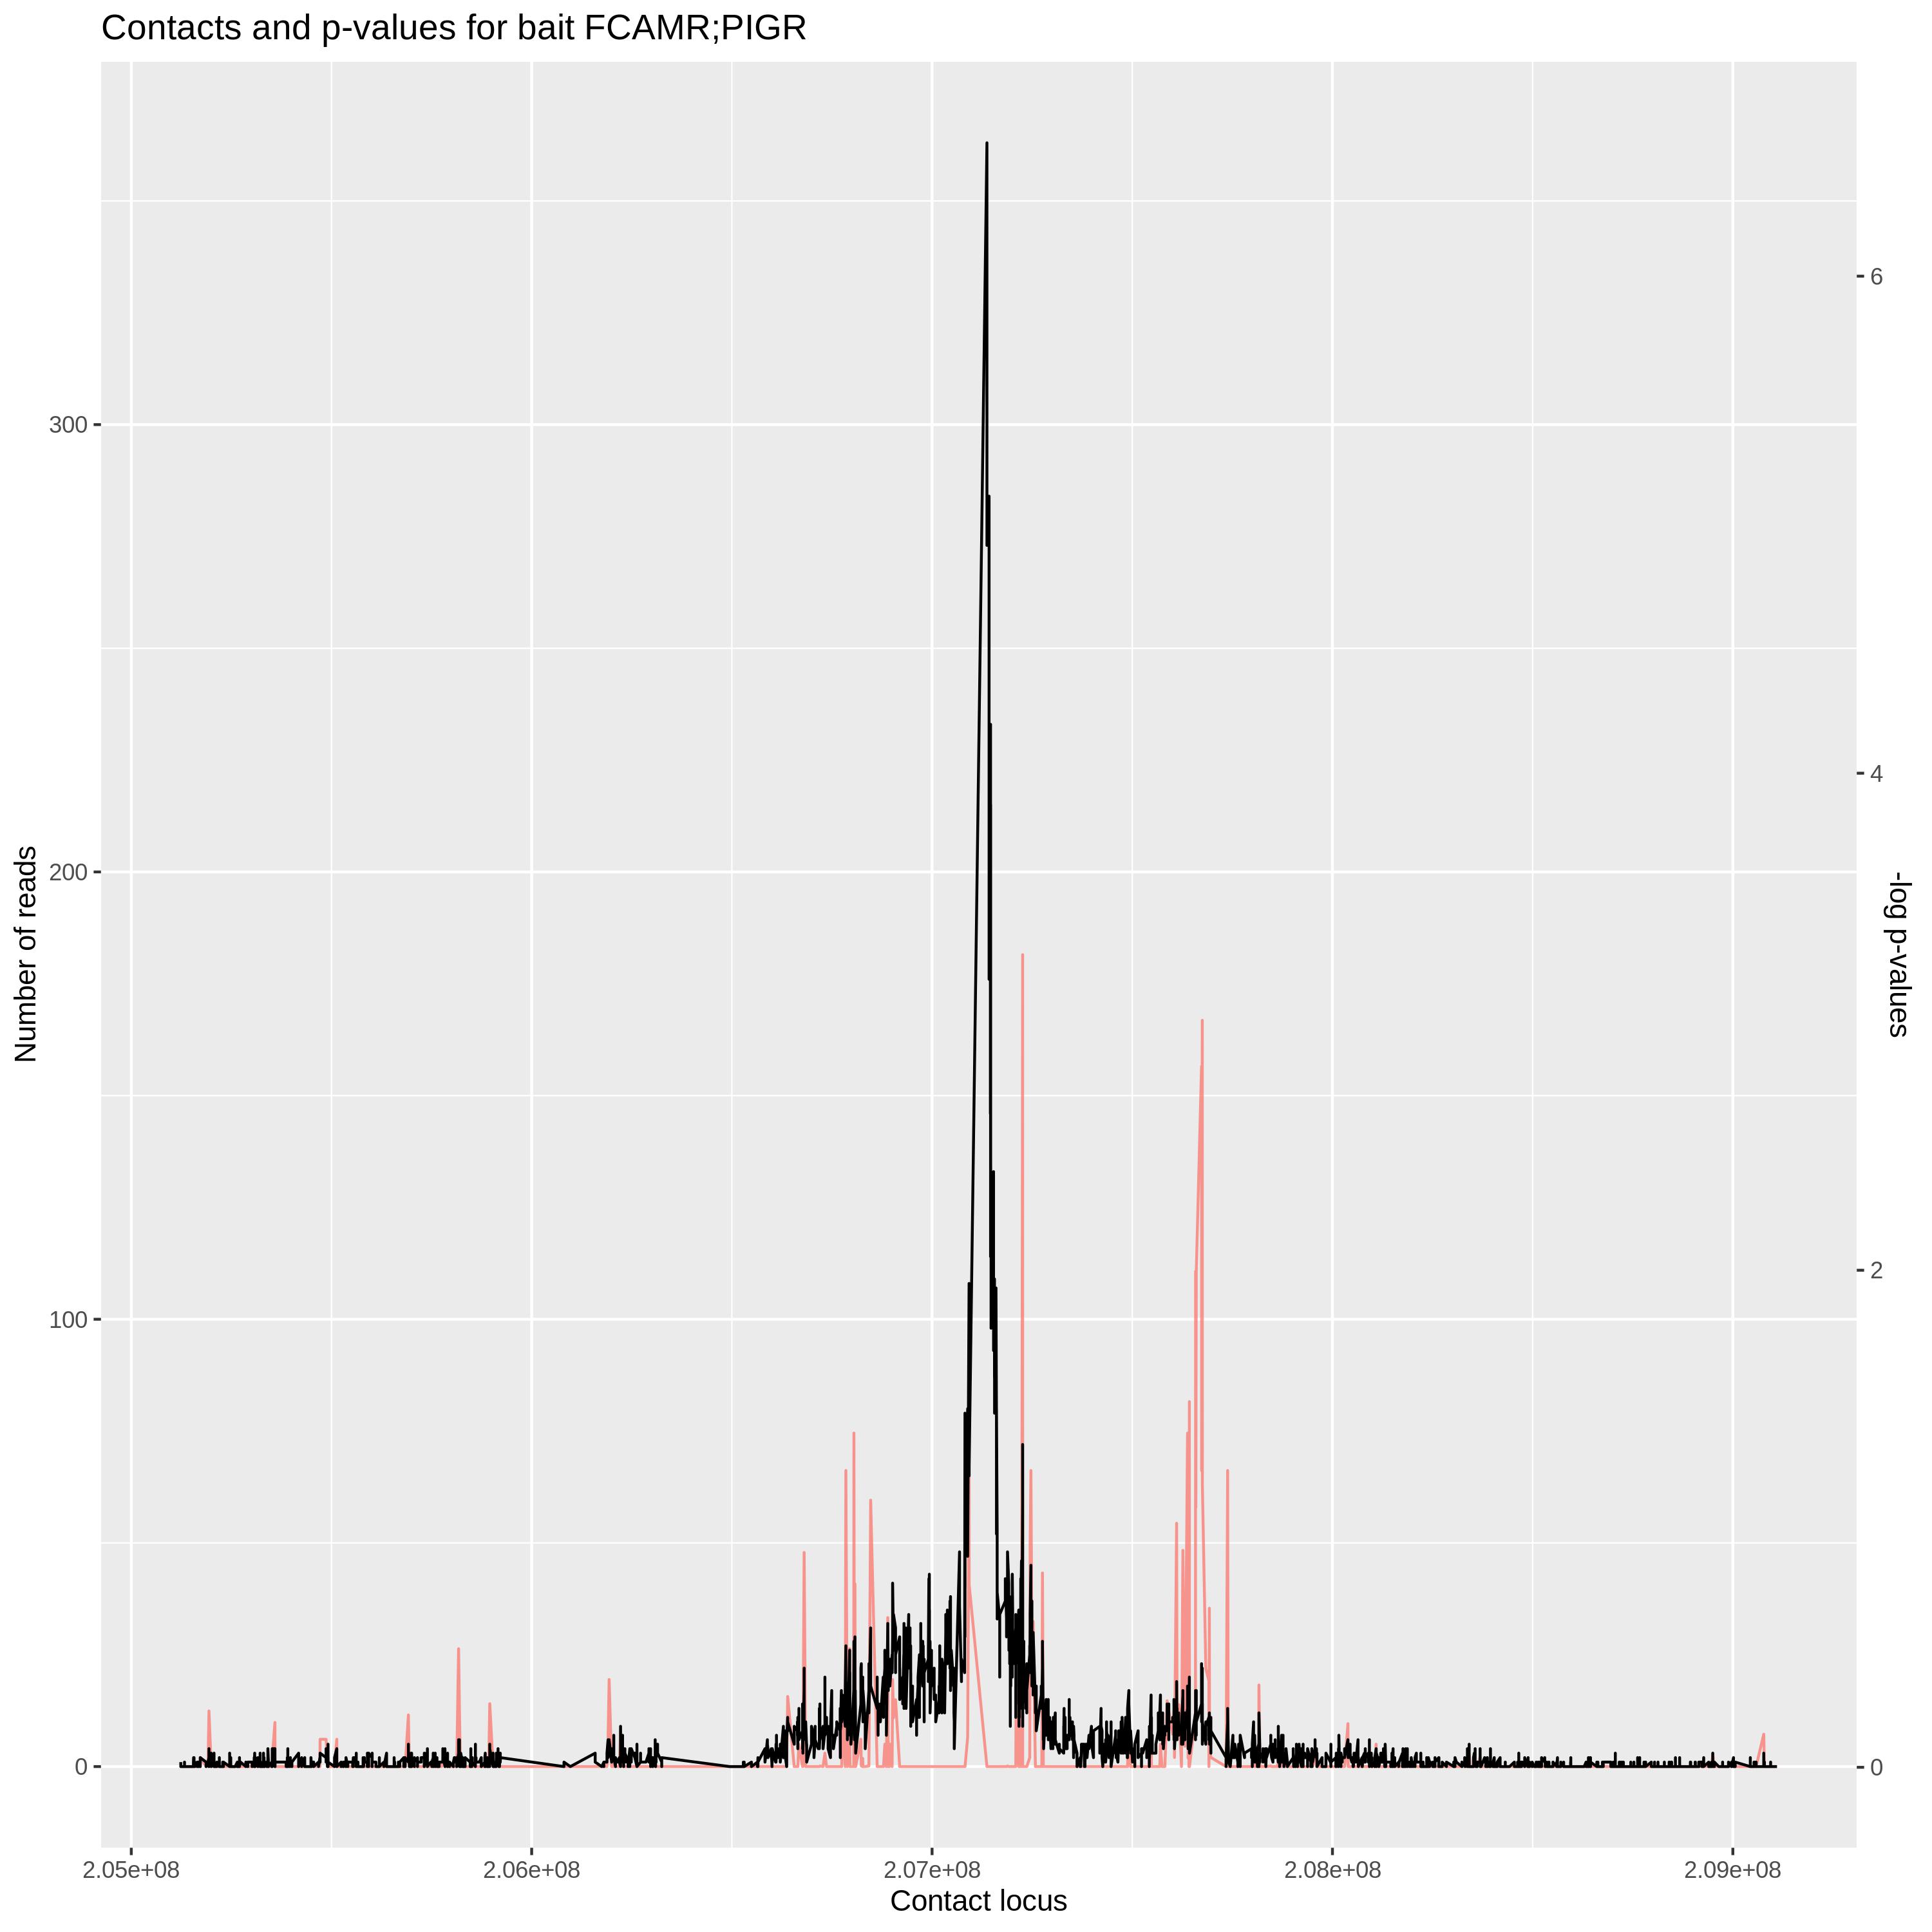 Contacts and p-values for bait FCAMR;PIGR
Number of reads
300
200
100
0
6
4
2
0
-log p-values
2.05e+08
2.06e+08
2.07e+08
2.08e+08
2.09e+08
Contact locus